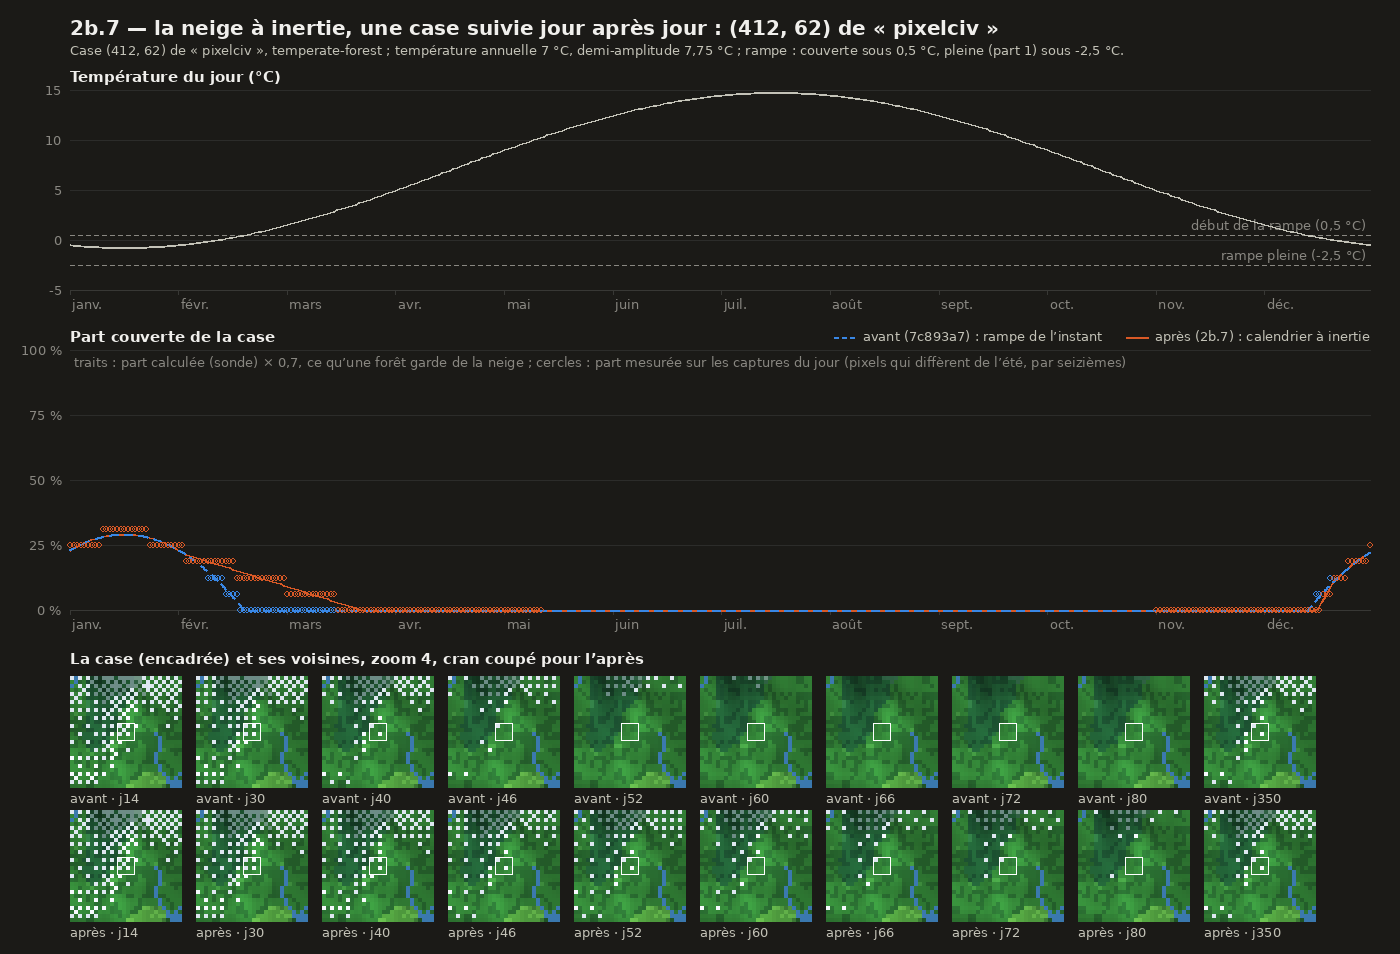 2b.7 — la neige à inertie, une case suivie jour après jour : (412, 62) de « pixelciv »
Case (412, 62) de « pixelciv », temperate-forest ; température annuelle 7 °C, demi-amplitude 7,75 °C ; rampe : couverte sous 0,5 °C, pleine (part 1) sous -2,5 °C.
Température du jour (°C)
15
10
5
0
-5
début de la rampe (0,5 °C)
rampe pleine (-2,5 °C)
janv. févr. mars avr. mai juin juil. août sept. oct. nov. déc.
Part couverte de la case
avant (7c893a7) : rampe de l’instant
après (2b.7) : calendrier à inertie
100 %
traits : part calculée (sonde) × 0,7, ce qu’une forêt garde de la neige ; cercles : part mesurée sur les captures du jour (pixels qui diffèrent de l’été, par seizièmes)
75 %
50 %
25 %
0 %
janv. févr. mars avr. mai juin juil. août sept. oct. nov. déc.
La case (encadrée) et ses voisines, zoom 4, cran coupé pour l’après
avant · j14 avant · j30 avant · j40 avant · j46 avant · j52 avant · j60 avant · j66 avant · j72 avant · j80 avant · j350
après · j14 après · j30 après · j40 après · j46 après · j52 après · j60 après · j66 après · j72 après · j80 après · j350